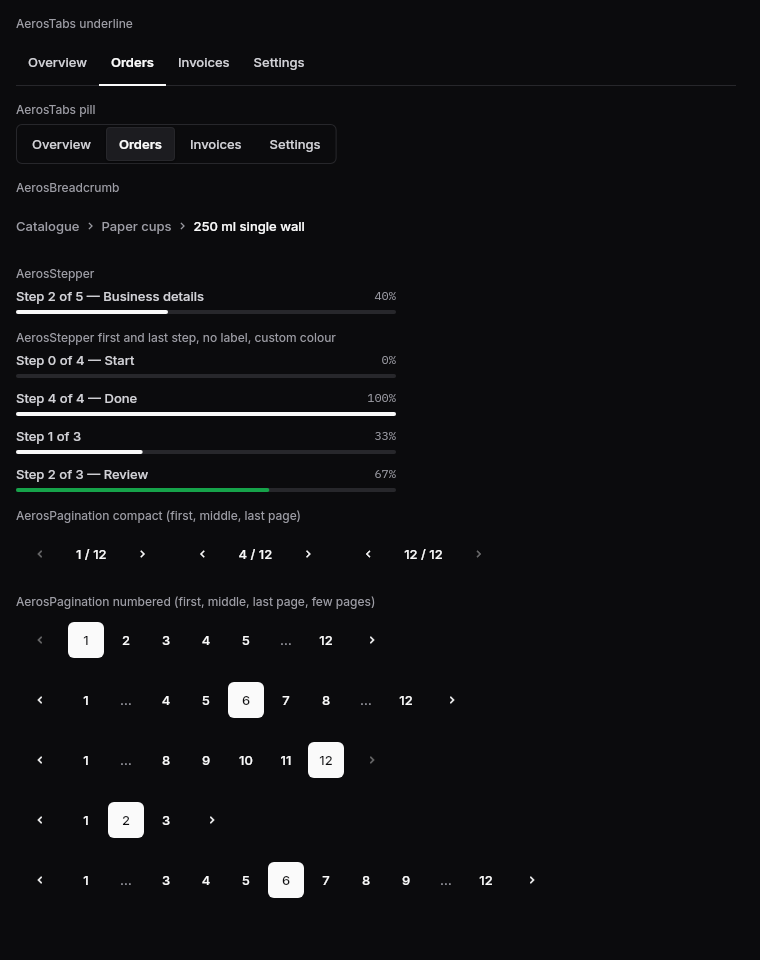 AerosTabs underline
Overview Orders Invoices Settings
AerosTabs pill
Overview Orders Invoices Settings
AerosBreadcrumb
Catalogue > Paper cups > 250 ml single wall
AerosStepper
Step 2 of 5 — Business details 40%
AerosStepper first and last step, no label, custom colour
Step 0 of 4 — Start 0%
Step 4 of 4 — Done 100%
Step 1 of 3 33%
Step 2 of 3 — Review 67%
AerosPagination compact (first, middle, last page)
‹ 1 / 12 › ‹ 4 / 12 › ‹ 12 / 12 ›
AerosPagination numbered (first, middle, last page, few pages)
‹ 1 2 3 4 5 ... 12 ›
‹ 1 ... 4 5 6 7 8 ... 12 ›
‹ 1 ... 8 9 10 11 12 ›
‹ 1 2 3 ›
‹ 1 ... 3 4 5 6 7 8 9 ... 12 ›